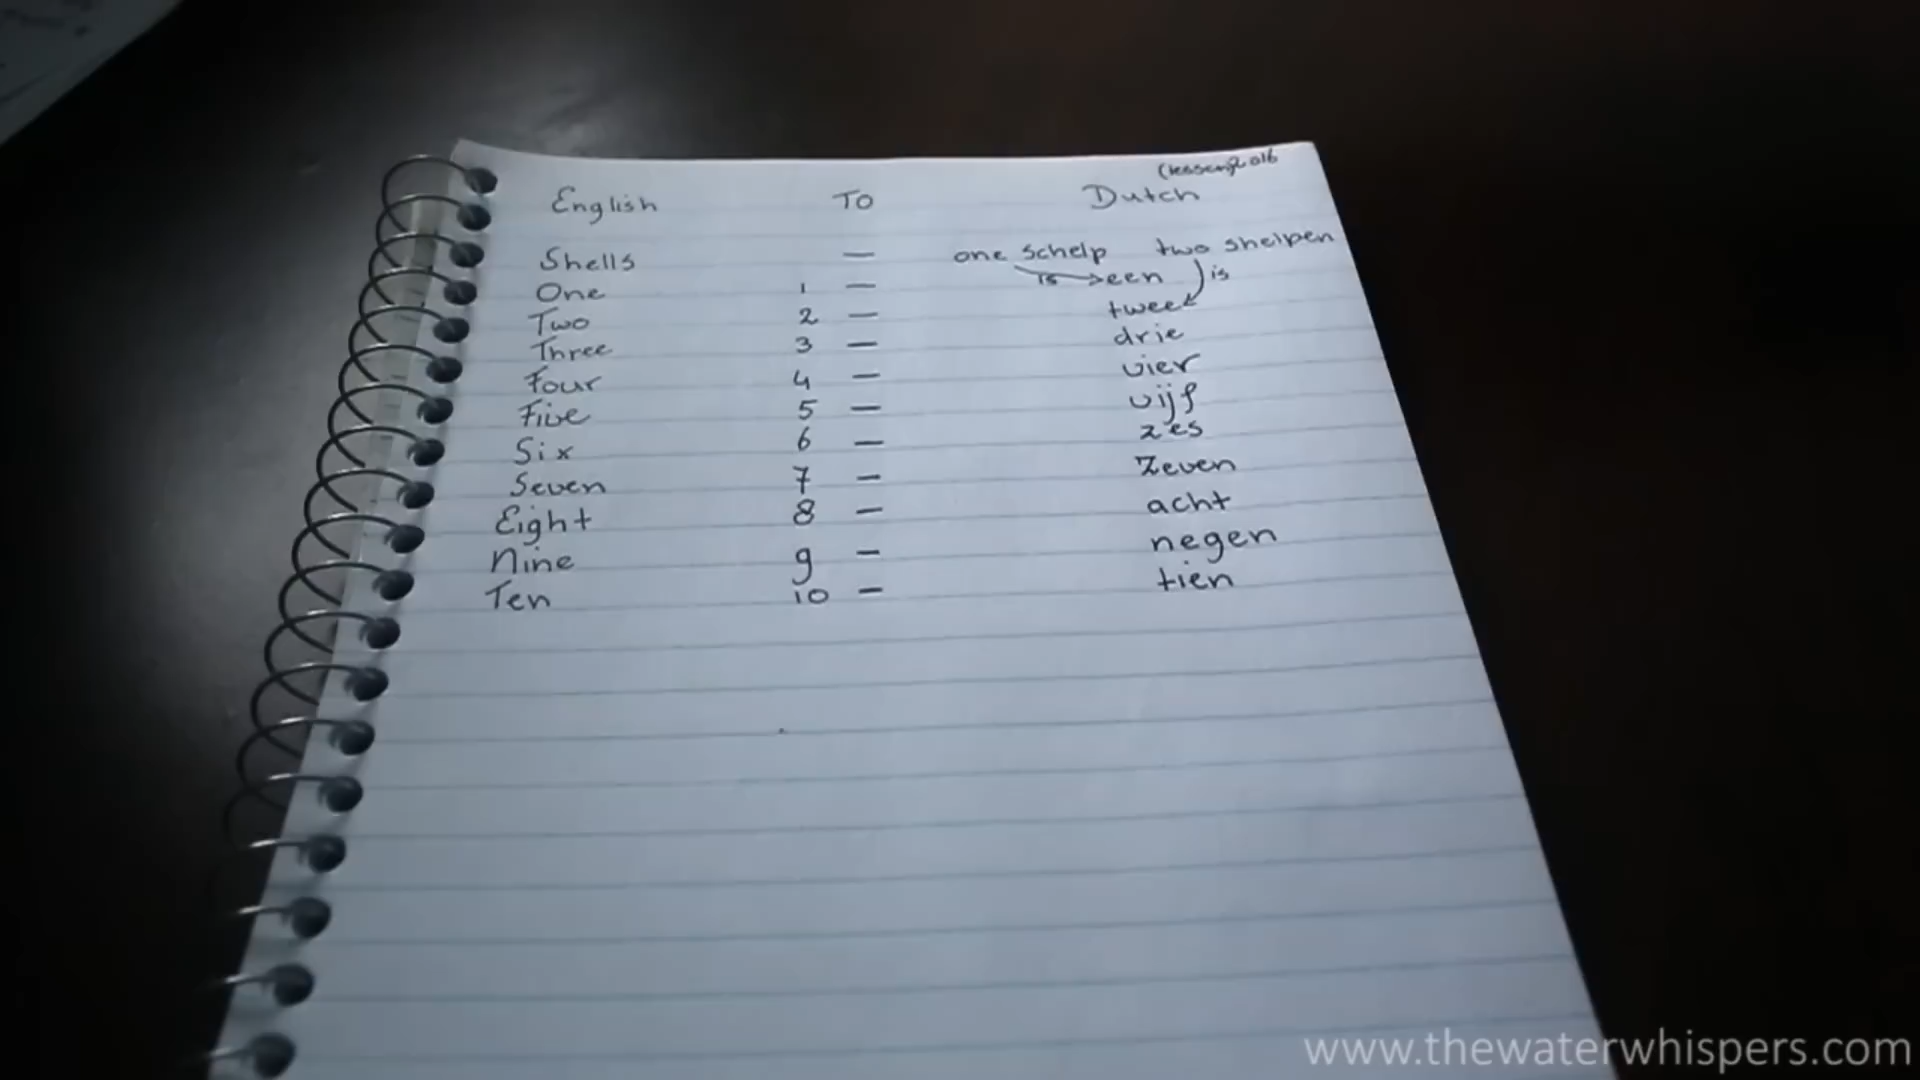 2016
English TO Dutch
Shells — one schelp two shelpen
is een is
One 1 —
Two 2 — twee
Three 3 — drie
Four 4 — vier
Five 5 — vijf
Six 6 — zes
Seven 7 — Zeven
Eight 8 — acht
Nine 9 — negen
Ten 10 — tien
www.thewaterwhispers.com